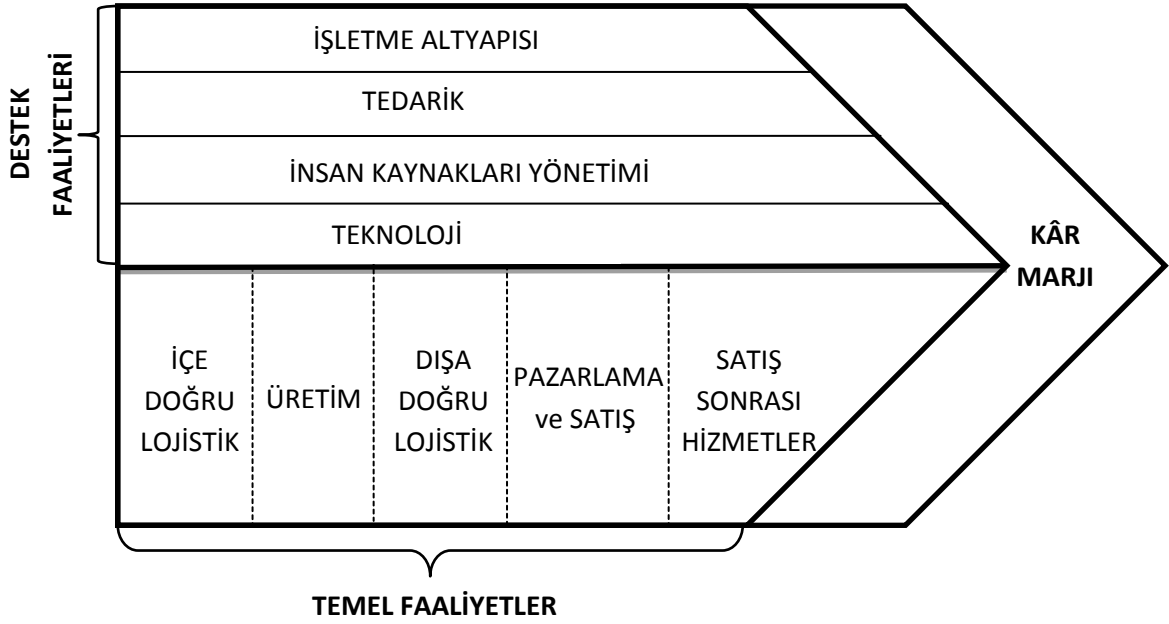 DESTEK
FAALİYETLERİ
İŞLETME ALTYAPISI
TEDARİK
İNSAN KAYNAKLARI YÖNETİMİ
TEKNOLOJİ
KÂR
MARJI
İÇE
DOĞRU
LOJİSTİK
ÜRETİM
DIŞA
DOĞRU
LOJİSTİK
PAZARLAMA
ve SATIŞ
SATIŞ
SONRASI
HİZMETLER
TEMEL FAALİYETLER